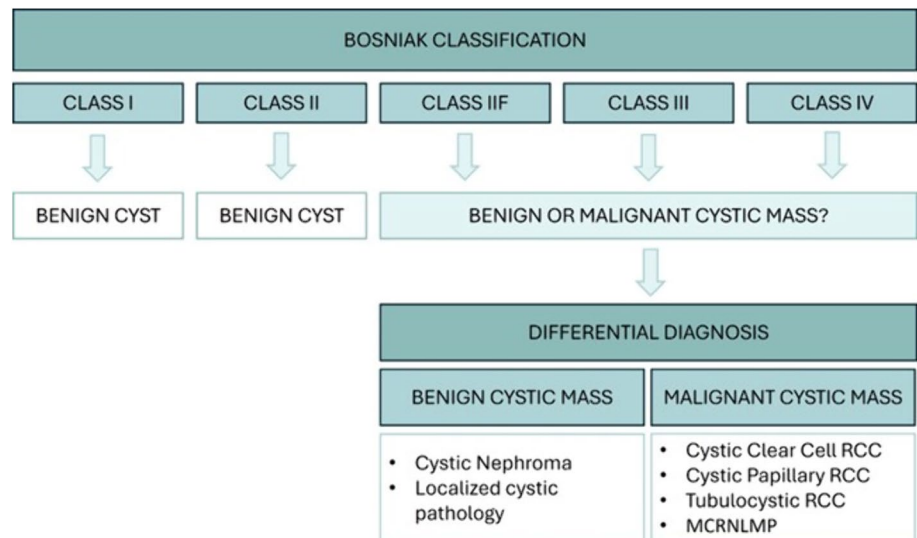 BOSNIAK CLASSIFICATION
CLASS I
CLASS II
CLASS IIF
CLASS III
CLASS IV
BENIGN CYST
BENIGN CYST
BENIGN OR MALIGNANT CYSTIC MASS?
DIFFERENTIAL DIAGNOSIS
BENIGN CYSTIC MASS
• Cystic Nephroma
• Localized cystic
pathology
MALIGNANT CYSTIC MASS
• Cystic Clear Cell RCC
• Cystic Papillary RCC
• Tubulocystic RCC
• MCRNLMP